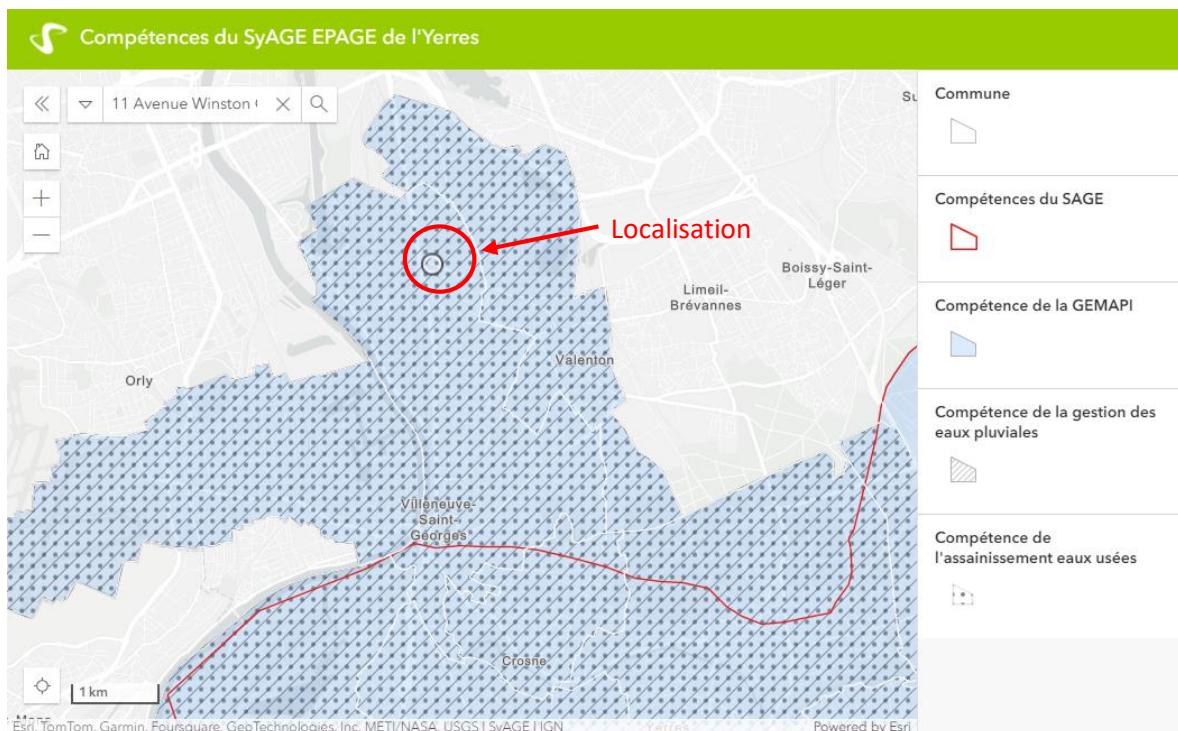 Compétences du SyAGE EPAGE de l'Yerres
11 Avenue Winston
Localisation
Boissy-Saint-
Léger
Limeil-
Brévannes
Valenton
Orly
Villeneuve-
Saint-
Georges
Crosne
Yerres
1 km
Esri, TomTom, Garmin, Foursquare, GeoTechnologies, Inc, METI/NASA, USGS | SyAGE | IGN
Powered by Esri
Commune
Compétences du SAGE
Compétence de la GEMAPI
Compétence de la gestion des
eaux pluviales
Compétence de
l'assainissement eaux usées